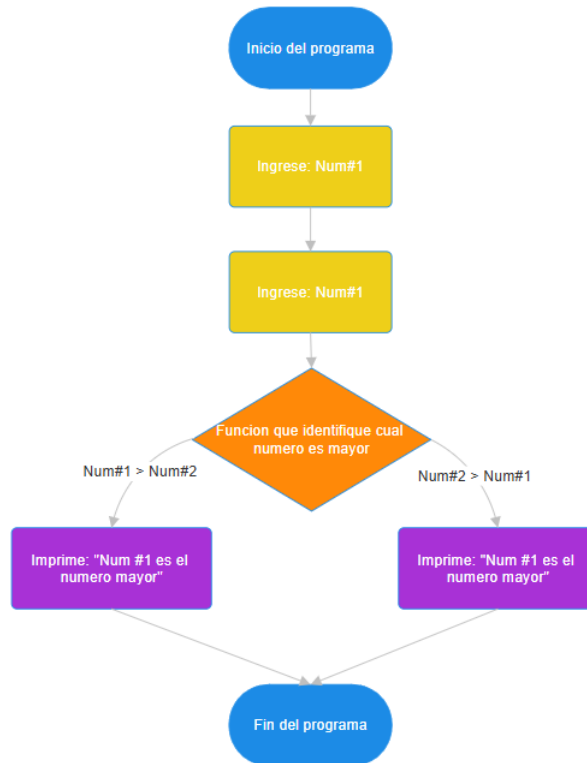 Inicio del programa
Ingrese: Num#1
Ingrese: Num#1
Funcion que identifique cual
numero es mayor
Num#1 > Num#2
Num#2 > Num#1
Imprime: "Num #1 es el
numero mayor"
Imprime: "Num #1 es el
numero mayor"
Fin del programa